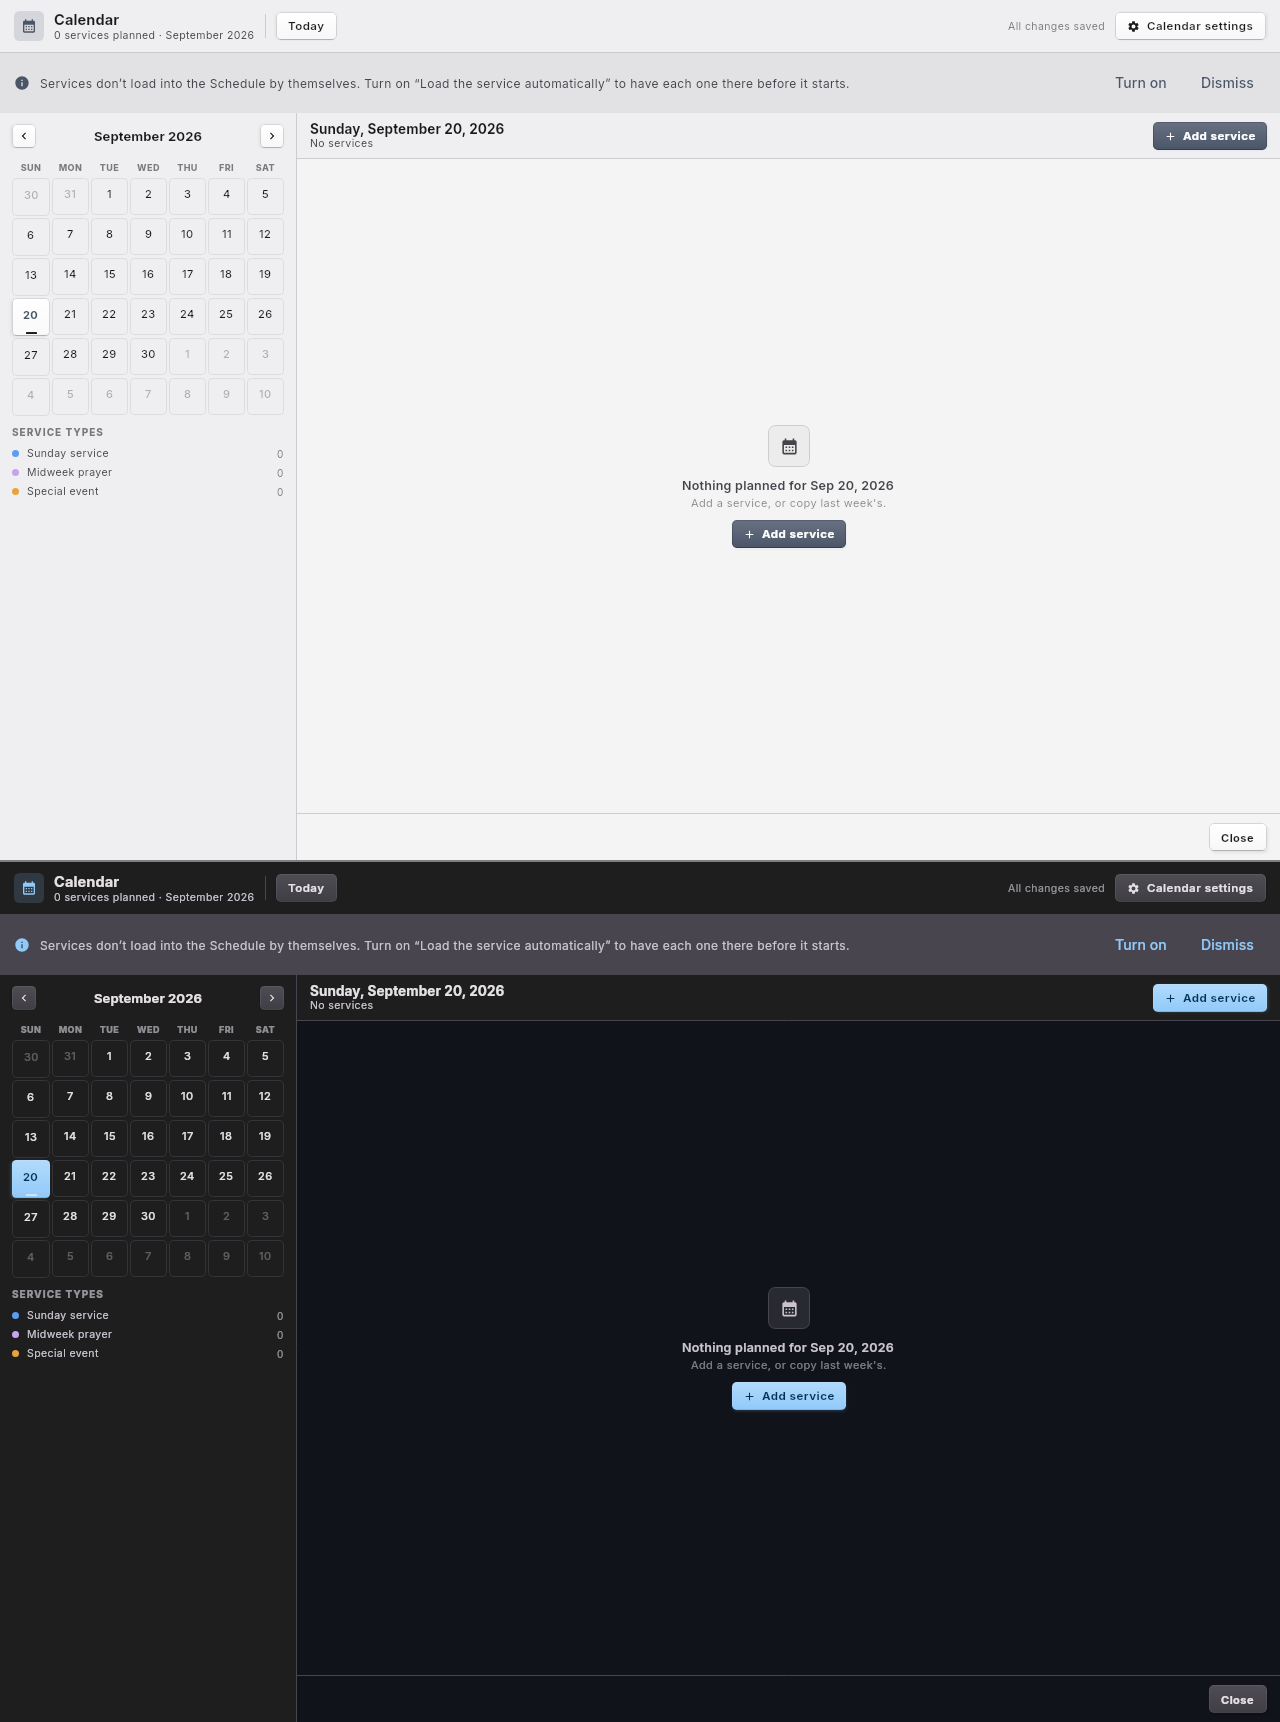 Calendar
0 services planned · September 2026
Today
All changes saved
Calendar settings
Services don’t load into the Schedule by themselves. Turn on “Load the service automatically” to have each one there before it starts.
Turn on
Dismiss
September 2026
SUN MON TUE WED THU FRI SAT
30 31 1 2 3 4 5
6 7 8 9 10 11 12
13 14 15 16 17 18 19
20 21 22 23 24 25 26
27 28 29 30 1 2 3
4 5 6 7 8 9 10
SERVICE TYPES
Sunday service 0
Midweek prayer 0
Special event 0
Sunday, September 20, 2026
No services
Add service
Nothing planned for Sep 20, 2026
Add a service, or copy last week's.
Add service
Close
Calendar
0 services planned · September 2026
Today
All changes saved
Calendar settings
Services don’t load into the Schedule by themselves. Turn on “Load the service automatically” to have each one there before it starts.
Turn on
Dismiss
September 2026
SUN MON TUE WED THU FRI SAT
30 31 1 2 3 4 5
6 7 8 9 10 11 12
13 14 15 16 17 18 19
20 21 22 23 24 25 26
27 28 29 30 1 2 3
4 5 6 7 8 9 10
SERVICE TYPES
Sunday service 0
Midweek prayer 0
Special event 0
Sunday, September 20, 2026
No services
Add service
Nothing planned for Sep 20, 2026
Add a service, or copy last week's.
Add service
Close